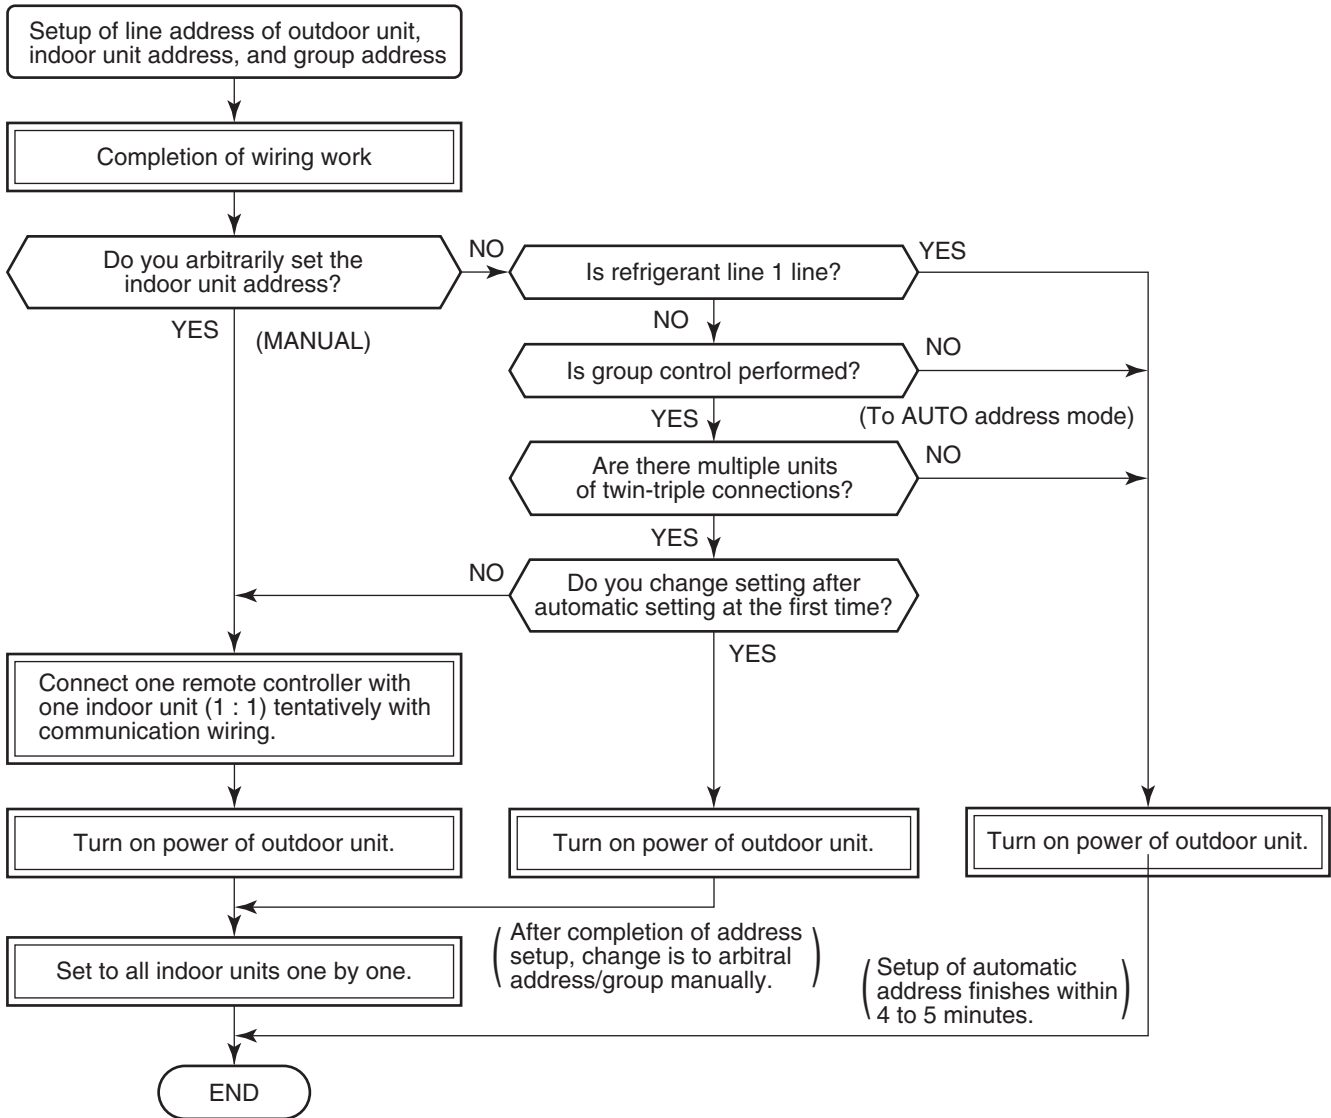 Setup of line address of outdoor unit,
indoor unit address, and group address
Completion of wiring work
Do you arbitrarily set the
indoor unit address?
NO
Is refrigerant line 1 line?
YES
YES
(MANUAL)
NO
Is group control performed?
NO
YES
(To AUTO address mode)
Are there multiple units
of twin-triple connections?
NO
YES
NO
Do you change setting after
automatic setting at the first time?
YES
Connect one remote controller with
one indoor unit (1 : 1) tentatively with
communication wiring.
Turn on power of outdoor unit.
Turn on power of outdoor unit.
Turn on power of outdoor unit.
(After completion of address
setup, change is to arbitral
address/group manually.)
Set to all indoor units one by one.
(Setup of automatic
address finishes within
4 to 5 minutes.)
END